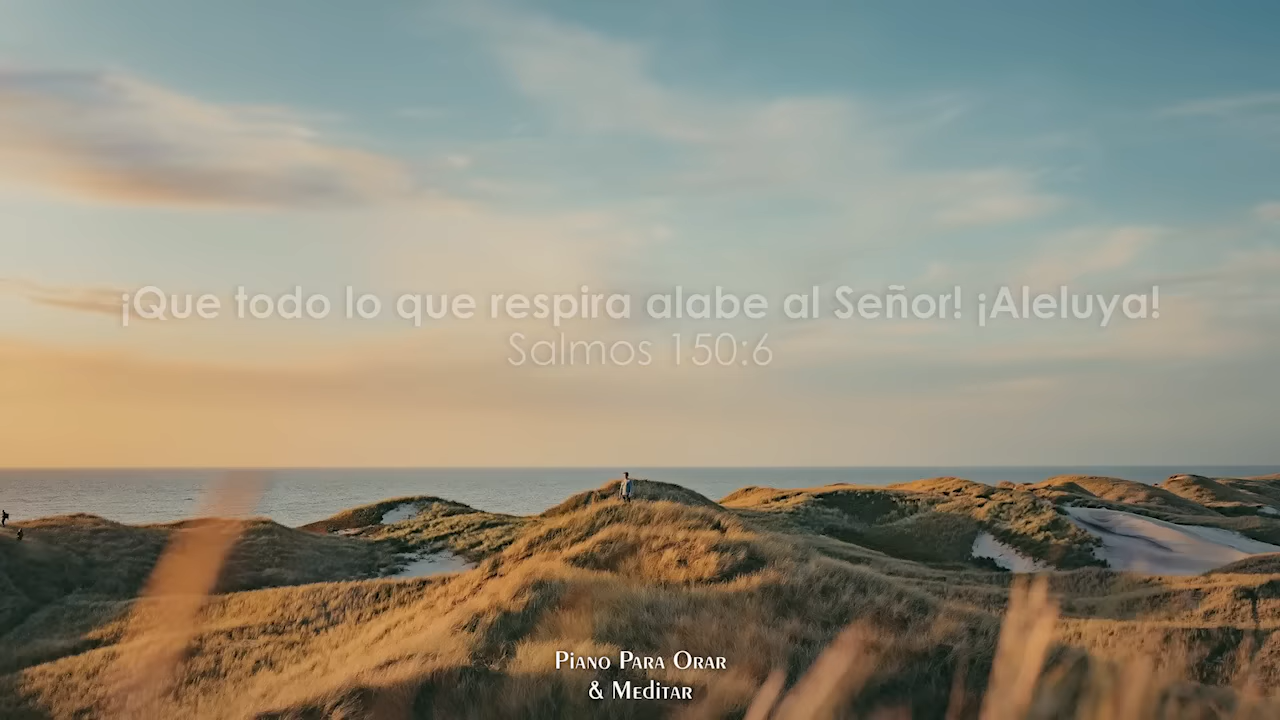 ¡Que todo lo que respira alabe al Señor! ¡Aleluya!
Salmos 150:6
Piano Para Orar
& Meditar